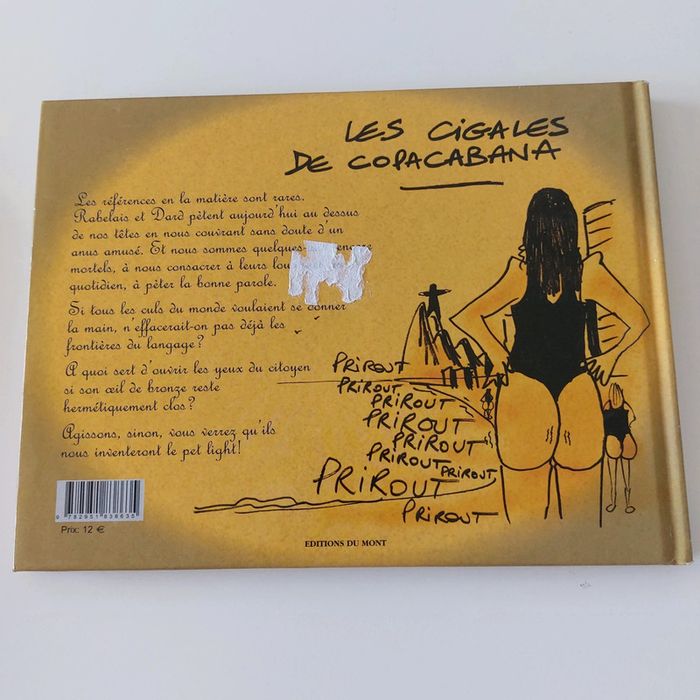 LES CIGALES
DE COPACABANA
Les références en la matière sont rares.
Rabelais et Dard pètent aujourd'hui au dessus
de nos têtes en nous couvrant sans doute d'un
anus amusé. Et nous sommes quelques-
mortels, à nous consacrer à leurs
quotidien, à pêter la bonne parole.
Si tous les culs du monde voulaient se donner
la main, n'effacerait-on pas déjà les
frontières du langage?
A quoi sert d'ouvrir les yeux du citoyen
si son œil de bronze reste
hermétiquement clos?
Agissons, sinon, vous verrez qu'ils
nous inventeront le pet light!
PRIROUT
PRIROUT
PRIROUT
PRIROUT
PRIROUT
PRIROUT
PRIROUT
PRIROUT
PRIROUT
9 782951 838635
Prix: 12 €
EDITIONS DU MONT